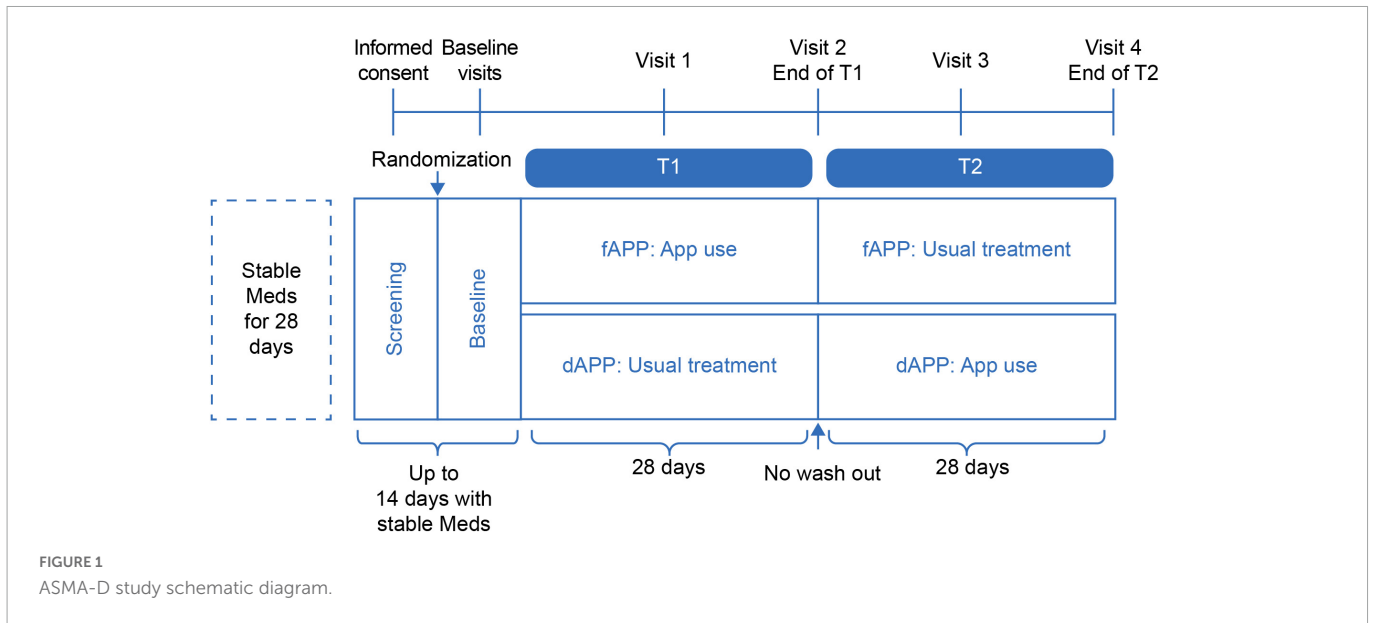 Informed
consent
Baseline
visits
Visit 1
Visit 2
End of T1
Visit 3
Visit 4
End of T2
Randomization
T1
T2
Stable
Meds
for 28
days
Screening
Baseline
fAPP: App use
fAPP: Usual treatment
dAPP: Usual treatment
dAPP: App use
Up to
14 days with
stable Meds
28 days
No wash out
28 days
FIGURE 1
ASMA-D study schematic diagram.